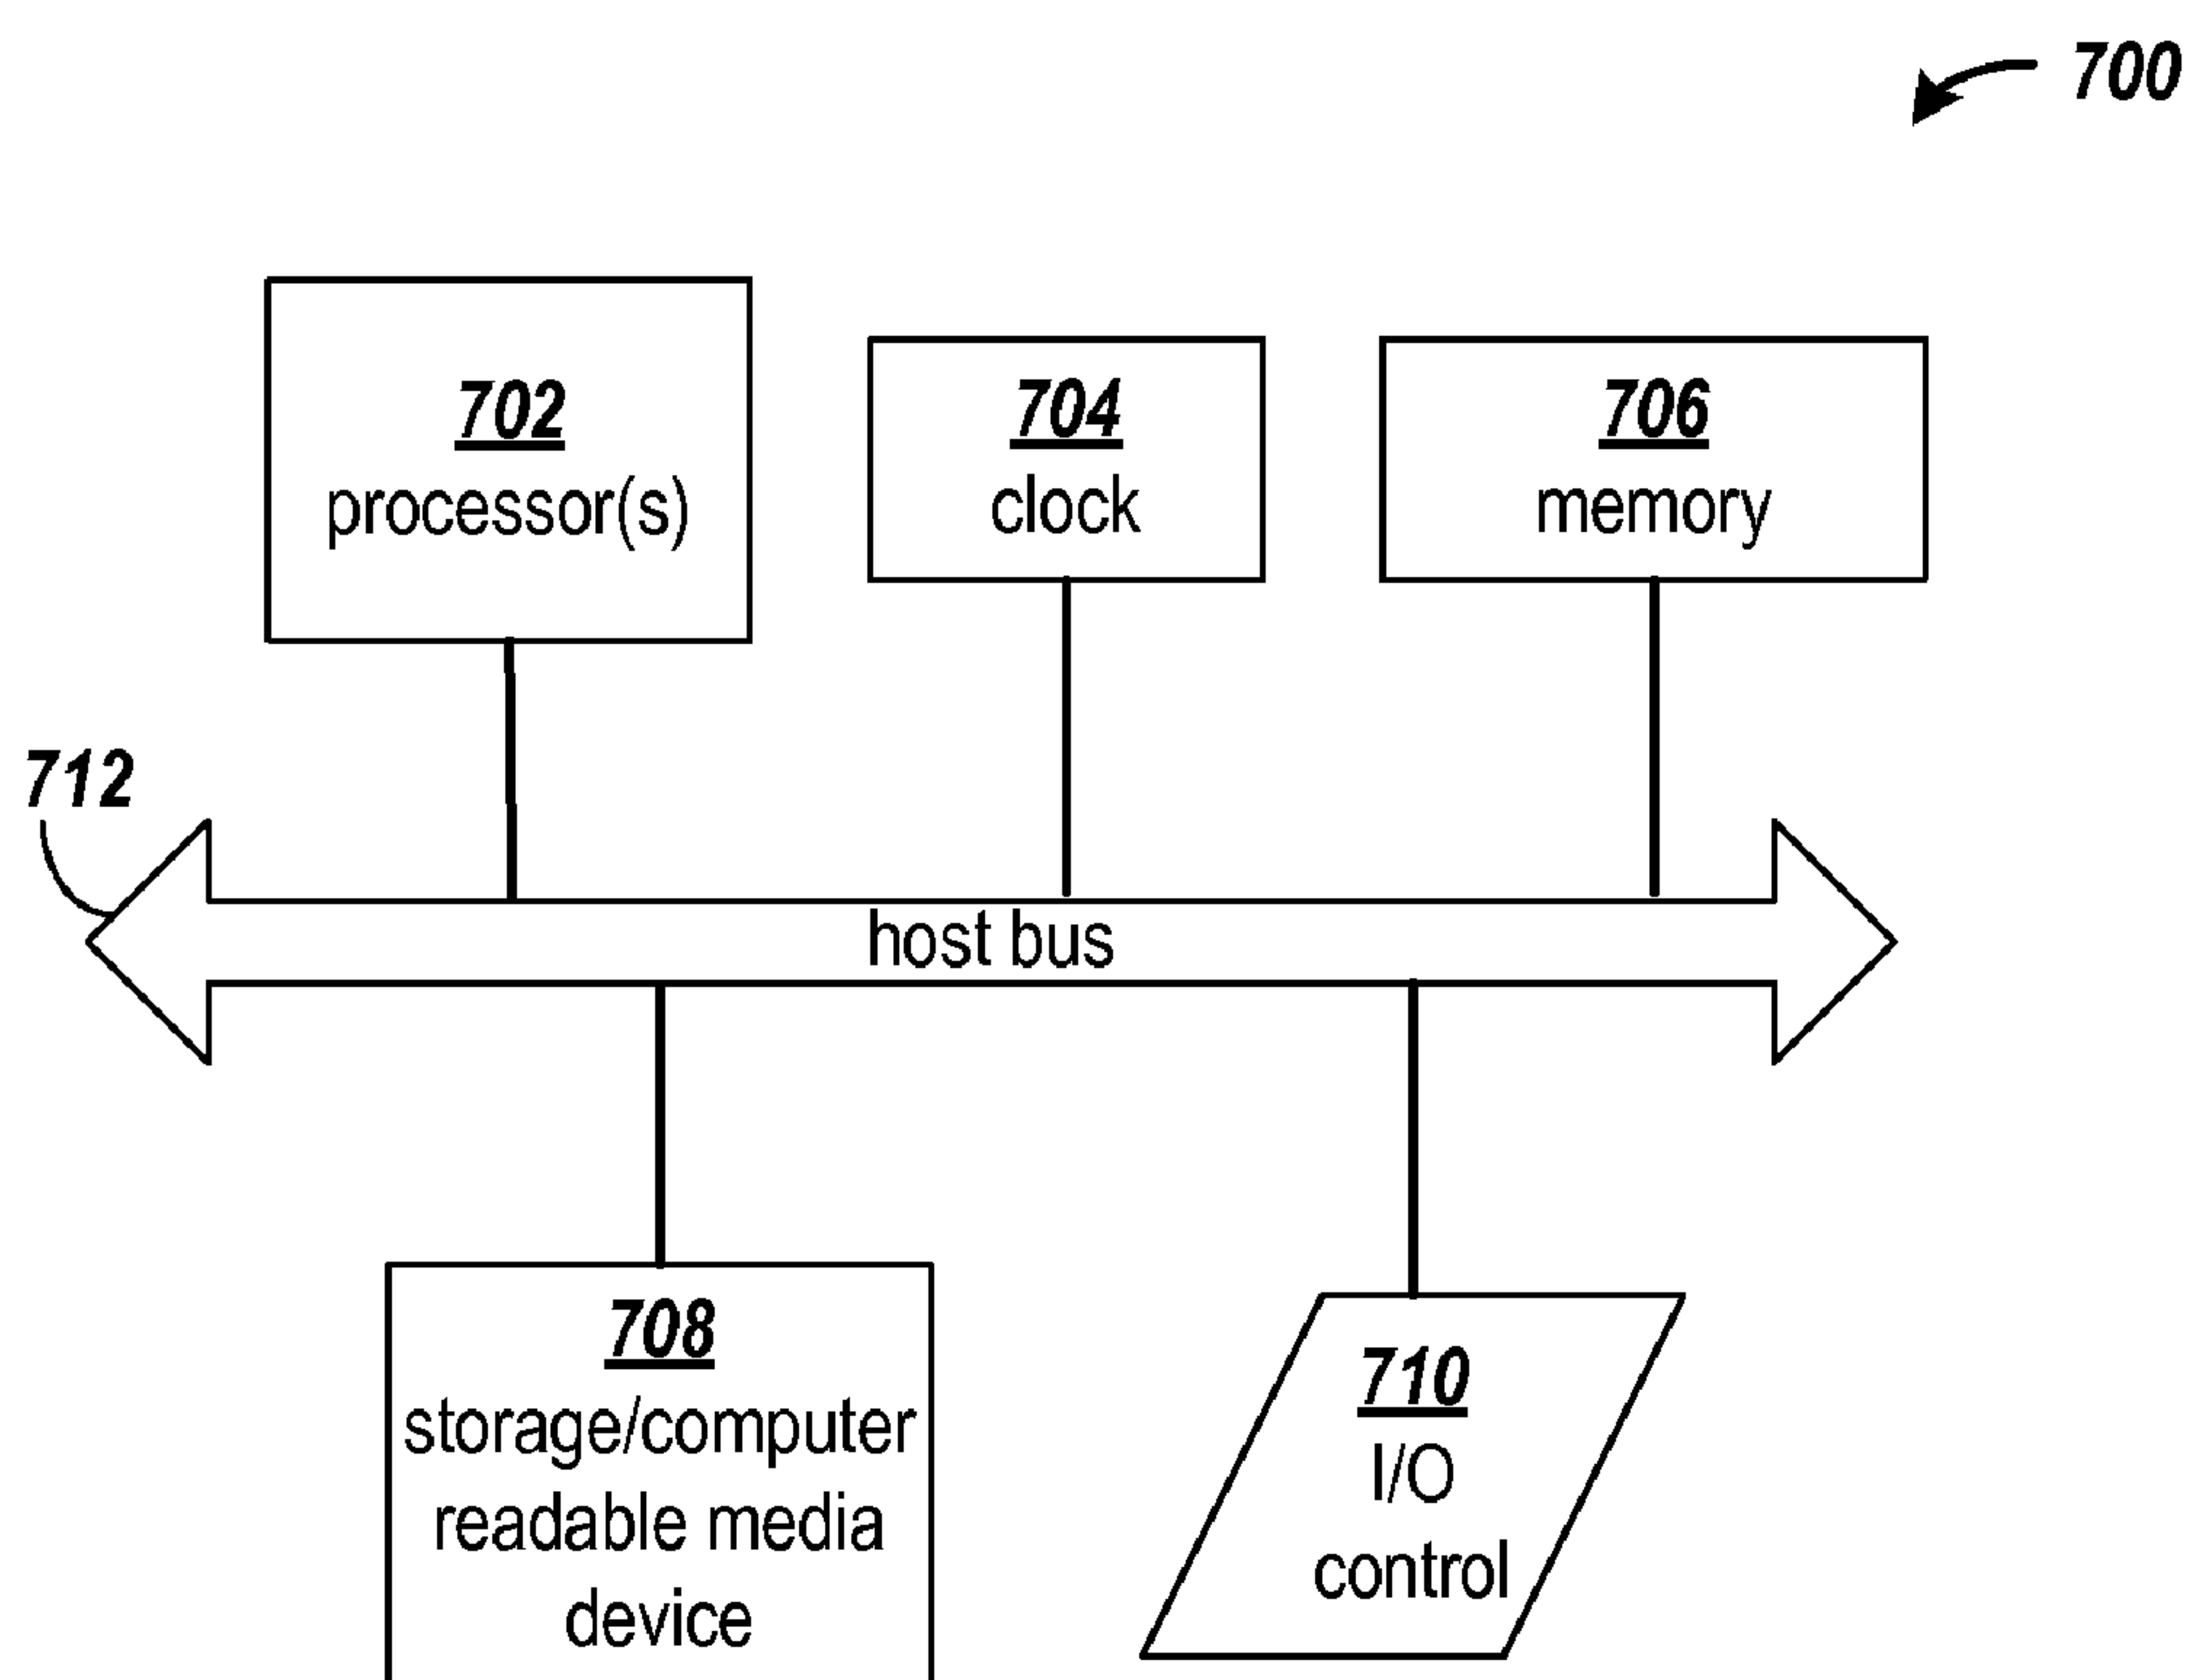 700
702
processor(s)
704
clock
706
memory
712
host bus
708
storage/computer
readable media
device
710
I/O
control